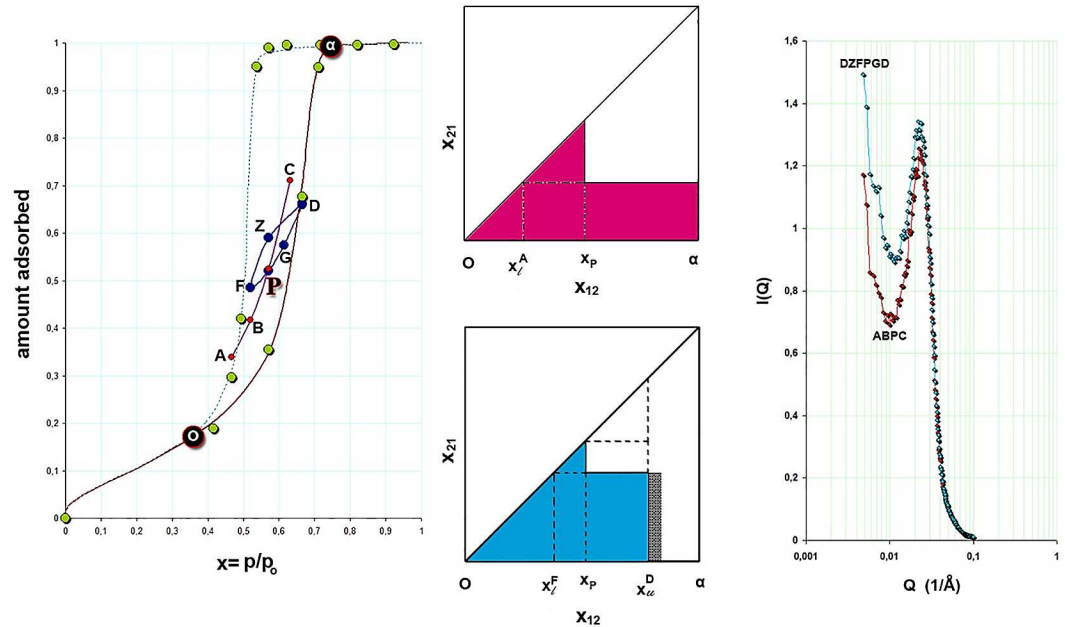 1
0,9
0,8
0,7
0,6
0,5
0,4
0,3
0,2
0,1
0
amount adsorbed
α
C
Z
D
G
F
P
B
A
O
0
0,1
0,2
0,3
0,4
0,5
0,6
0,7
0,8
0,9
1
x= p/po
x21
O
xℓA
xP
α
x12
x21
O
xℓF
xP
xuD
α
x12
1,6
1,4
1,2
1
0,8
0,6
0,4
0,2
0
I(Q)
DZFPGD
ABPC
0,001
0,01
0,1
1
Q (1/Å)